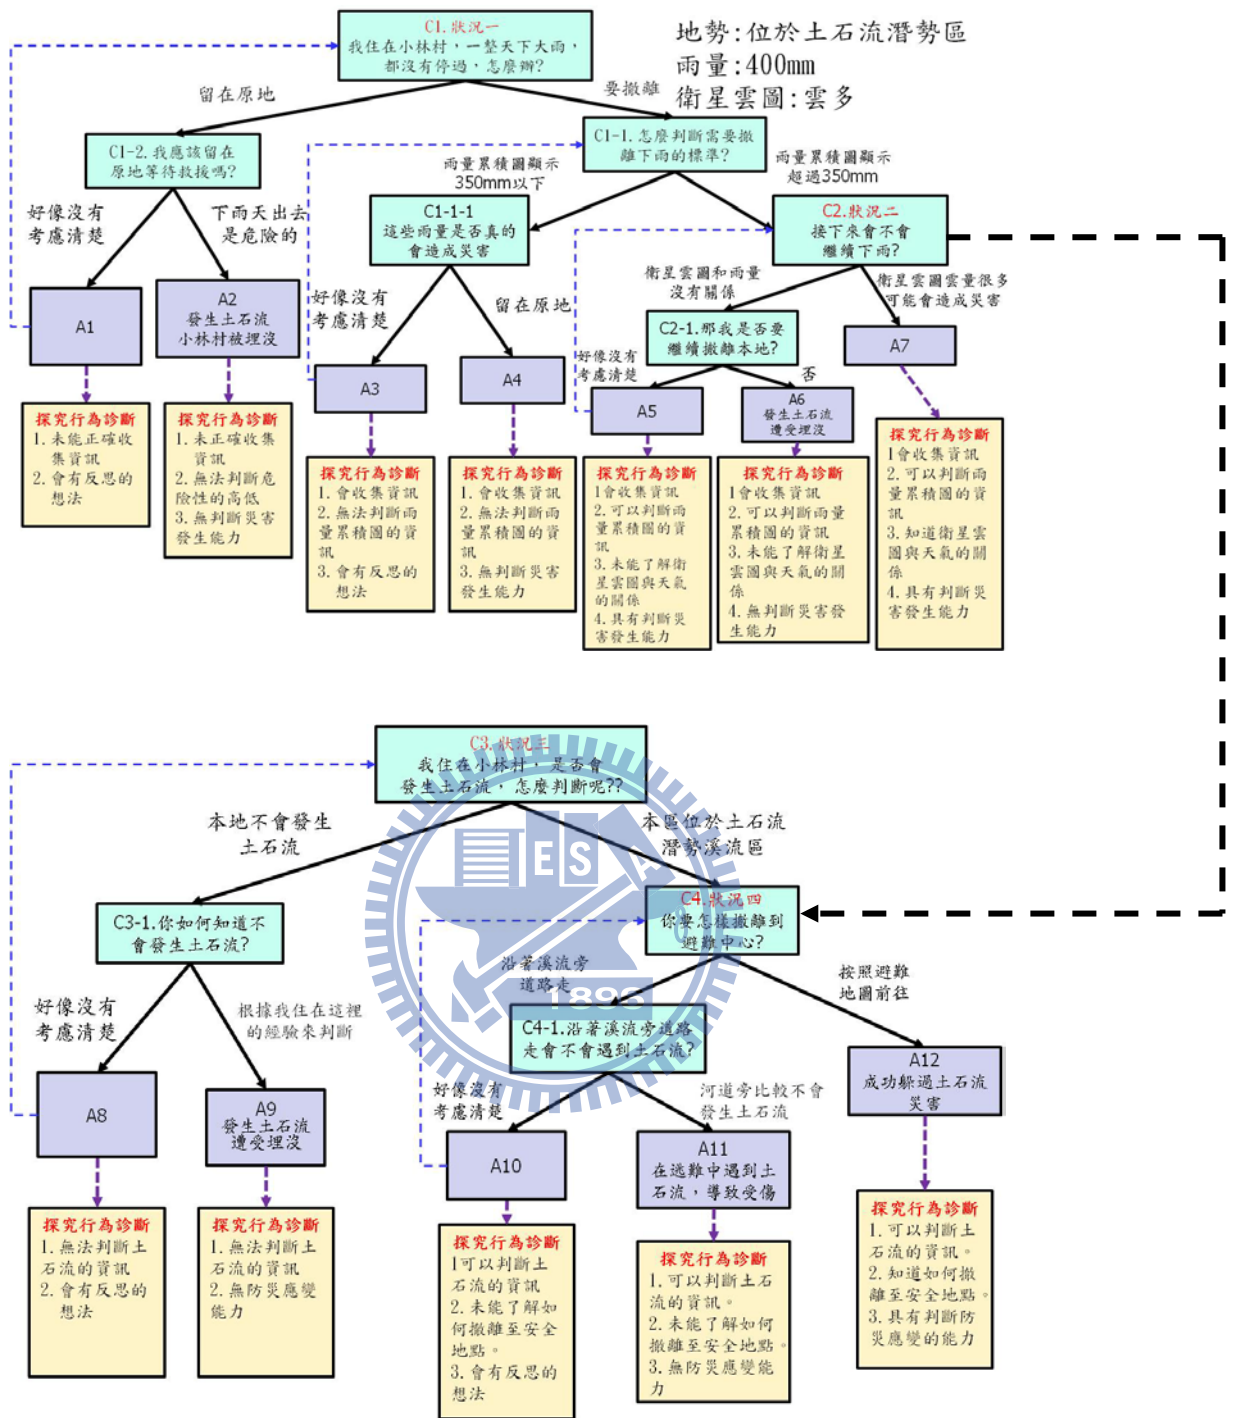 C1.狀況一
我住在小林村，一整天下大雨，
都沒有停過，怎麼辦?
地勢:位於土石流潛勢區
雨量:400mm
衛星雲圖:雲多
留在原地
要撤離
C1-2.我應該留在
原地等待救援嗎?
C1-1.怎麼判斷需要撤
離下雨的標準?
雨量累積圖顯示
350mm以下
雨量累積圖顯示
超過350mm
好像沒有
考慮清楚
下雨天出去
是危險的
C1-1-1
這些雨量是否真的
會造成災害
C2.狀況二
接下來會不會
繼續下雨?
A1
A2
發生土石流
小林村被埋沒
好像沒有
考慮清楚
留在原地
衛星雲圖和雨量
沒有關係
衛星雲圖雲量很多
可能會造成災害
C2-1.那我是否要
繼續撤離本地?
A7
好像沒有
考慮清楚
否
A3
A4
A5
A6
發生土石流
遭受埋沒
探究行為診斷
1.未能正確收
集資訊
2.會有反思的
想法
探究行為診斷
1.未正確收集
資訊
2.無法判斷危
險性的高低
3.無判斷災害
發生能力
探究行為診斷
1.會收集資訊
2.無法判斷雨
量累積圖的資
訊
3.會有反思的
想法
探究行為診斷
1.會收集資訊
2.無法判斷雨
量累積圖的資
訊
3.無判斷災害
發生能力
探究行為診斷
1會收集資訊
2.可以判斷雨
量累積圖的資
訊
3.未能了解衛
星雲圖與天氣
的關係
4.具有判斷災
害發生能力
探究行為診斷
1會收集資訊
2.可以判斷雨量
累積圖的資訊
3.未能了解衛星
雲圖與天氣的關
係
4.無判斷災害發
生能力
探究行為診斷
1會收集資訊
2.可以判斷雨
量累積圖的資
訊
3.知道衛星雲
圖與天氣的關
係
4.具有判斷災
害發生能力
C3.狀況三
我住在小林村，是否會
發生土石流，怎麼判斷呢??
本地不會發生
土石流
本區位於土石流
潛勢溪流區
ESA
1896
C3-1.你如何知道不
會發生土石流?
C4.狀況四
你要怎樣撤離到
避難中心?
好像沒有
考慮清楚
根據我住在這裡
的經驗來判斷
沿著溪流旁
道路走
按照避難
地圖前往
C4-1.沿著溪流旁道路
走會不會遇到土石流?
A8
A9
發生土石流
遭受埋沒
好像沒有
考慮清楚
河道旁比較不會
發生土石流
A12
成功躲過土石流
災害
A10
A11
在逃難中遇到土
石流，導致受傷
探究行為診斷
1.無法判斷土
石流的資訊
2.會有反思的
想法
探究行為診斷
1.無法判斷土
石流的資訊
2.無防災應變
能力
探究行為診斷
1可以判斷土
石流的資訊
2.未能了解如
何撤離至安全
地點。
3.會有反思的
想法
探究行為診斷
1.可以判斷土石
流的資訊。
2.未能了解如何
撤離至安全地點。
3.無防災應變能
力
探究行為診斷
1.可以判斷土
石流的資訊。
2.知道如何撤
離至安全地點。
3.具有判斷防
災應變的能力